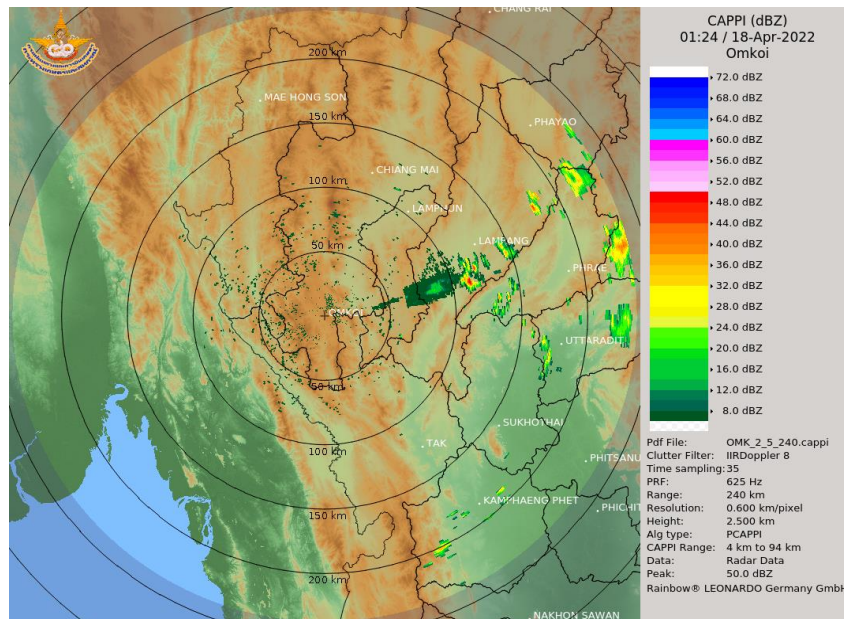 CHANG RAI
200 km
MAE HONG SON
150 km
PHAYAO
CHIANG MAI
100 km
LAMPHUN
50 km
LAMPANG
PHRAE
OMKOI
UTTARADIT
50 km
SUKHOTHAI
TAK
100 km
PHITSANU
KAMPHAENG PHET
PHICHIT
150 km
200 km
NAKHON SAWAN
CAPPI (dBZ)
01:24 / 18-Apr-2022
Omkoi
72.0 dBZ
68.0 dBZ
64.0 dBZ
60.0 dBZ
56.0 dBZ
52.0 dBZ
48.0 dBZ
44.0 dBZ
40.0 dBZ
36.0 dBZ
32.0 dBZ
28.0 dBZ
24.0 dBZ
20.0 dBZ
16.0 dBZ
12.0 dBZ
8.0 dBZ
Pdf File: OMK_2_5_240.cappi
Clutter Filter: IIRDoppler 8
Time sampling:35
PRF: 625 Hz
Range: 240 km
Resolution: 0.600 km/pixel
Height: 2.500 km
Alg type: PCAPPI
CAPPI Range: 4 km to 94 km
Data: Radar Data
Peak: 50.0 dBZ
Rainbow® LEONARDO Germany GmbH